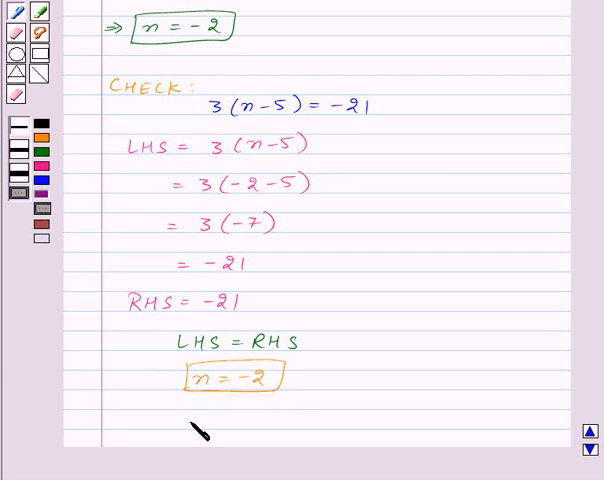 ⇒ n = -2
CHECK:
3(n-5) = -21
LHS = 3(n-5)
= 3(-2-5)
= 3(-7)
= -21
RHS = -21
LHS = RHS
n = -2